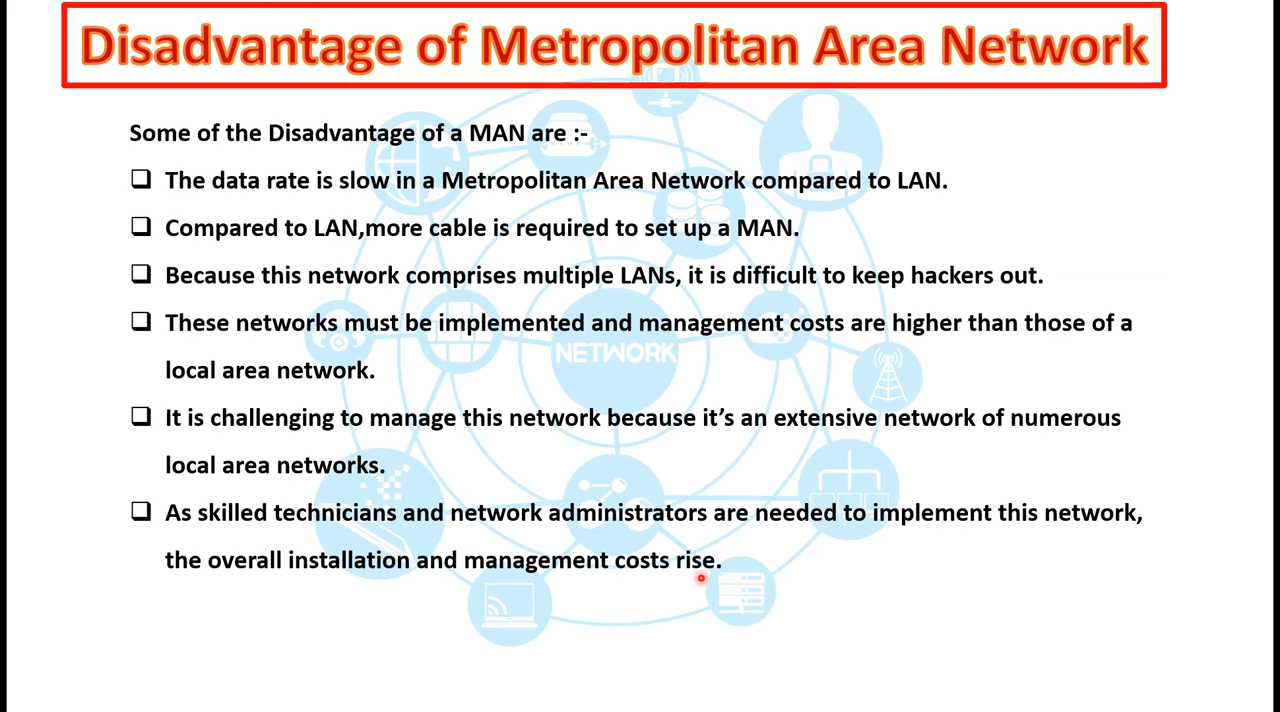 Disadvantage of Metropolitan Area Network
Some of the Disadvantage of a MAN are :-
❑ The data rate is slow in a Metropolitan Area Network compared to LAN.
❑ Compared to LAN,more cable is required to set up a MAN.
❑ Because this network comprises multiple LANs, it is difficult to keep hackers out.
❑ These networks must be implemented and management costs are higher than those of a
local area network.
NETWORK
❑ It is challenging to manage this network because it’s an extensive network of numerous
local area networks.
❑ As skilled technicians and network administrators are needed to implement this network,
the overall installation and management costs rise.